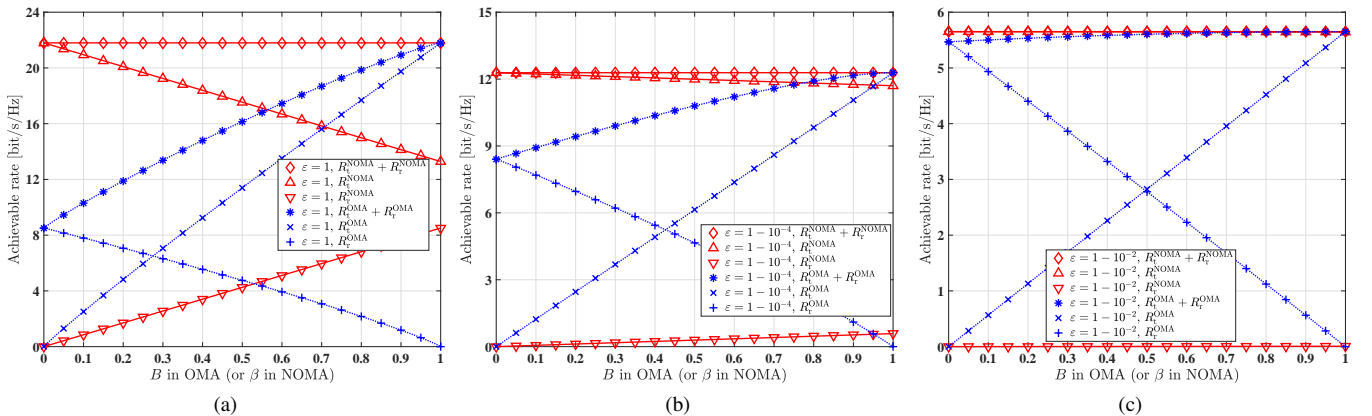 24
20
16
12
8
4
0
Achievable rate [bit/s/Hz]
ε = 1, R_t^NOMA + R_r^NOMA
ε = 1, R_t^NOMA
ε = 1, R_r^NOMA
ε = 1, R_t^OMA + R_r^OMA
ε = 1, R_t^OMA
ε = 1, R_r^OMA
0 0.1 0.2 0.3 0.4 0.5 0.6 0.7 0.8 0.9 1
B in OMA (or β in NOMA)
(a)
15
12
9
6
3
0
Achievable rate [bit/s/Hz]
ε = 1 − 10^−4, R_t^NOMA + R_r^NOMA
ε = 1 − 10^−4, R_t^NOMA
ε = 1 − 10^−4, R_r^NOMA
ε = 1 − 10^−4, R_t^OMA + R_r^OMA
ε = 1 − 10^−4, R_t^OMA
ε = 1 − 10^−4, R_r^OMA
0 0.1 0.2 0.3 0.4 0.5 0.6 0.7 0.8 0.9 1
B in OMA (or β in NOMA)
(b)
6
5
4
3
2
1
0
Achievable rate [bit/s/Hz]
ε = 1 − 10^−2, R_t^NOMA + R_r^NOMA
ε = 1 − 10^−2, R_t^NOMA
ε = 1 − 10^−2, R_r^NOMA
ε = 1 − 10^−2, R_t^OMA + R_r^OMA
ε = 1 − 10^−2, R_t^OMA
ε = 1 − 10^−2, R_r^OMA
0 0.1 0.2 0.3 0.4 0.5 0.6 0.7 0.8 0.9 1
B in OMA (or β in NOMA)
(c)